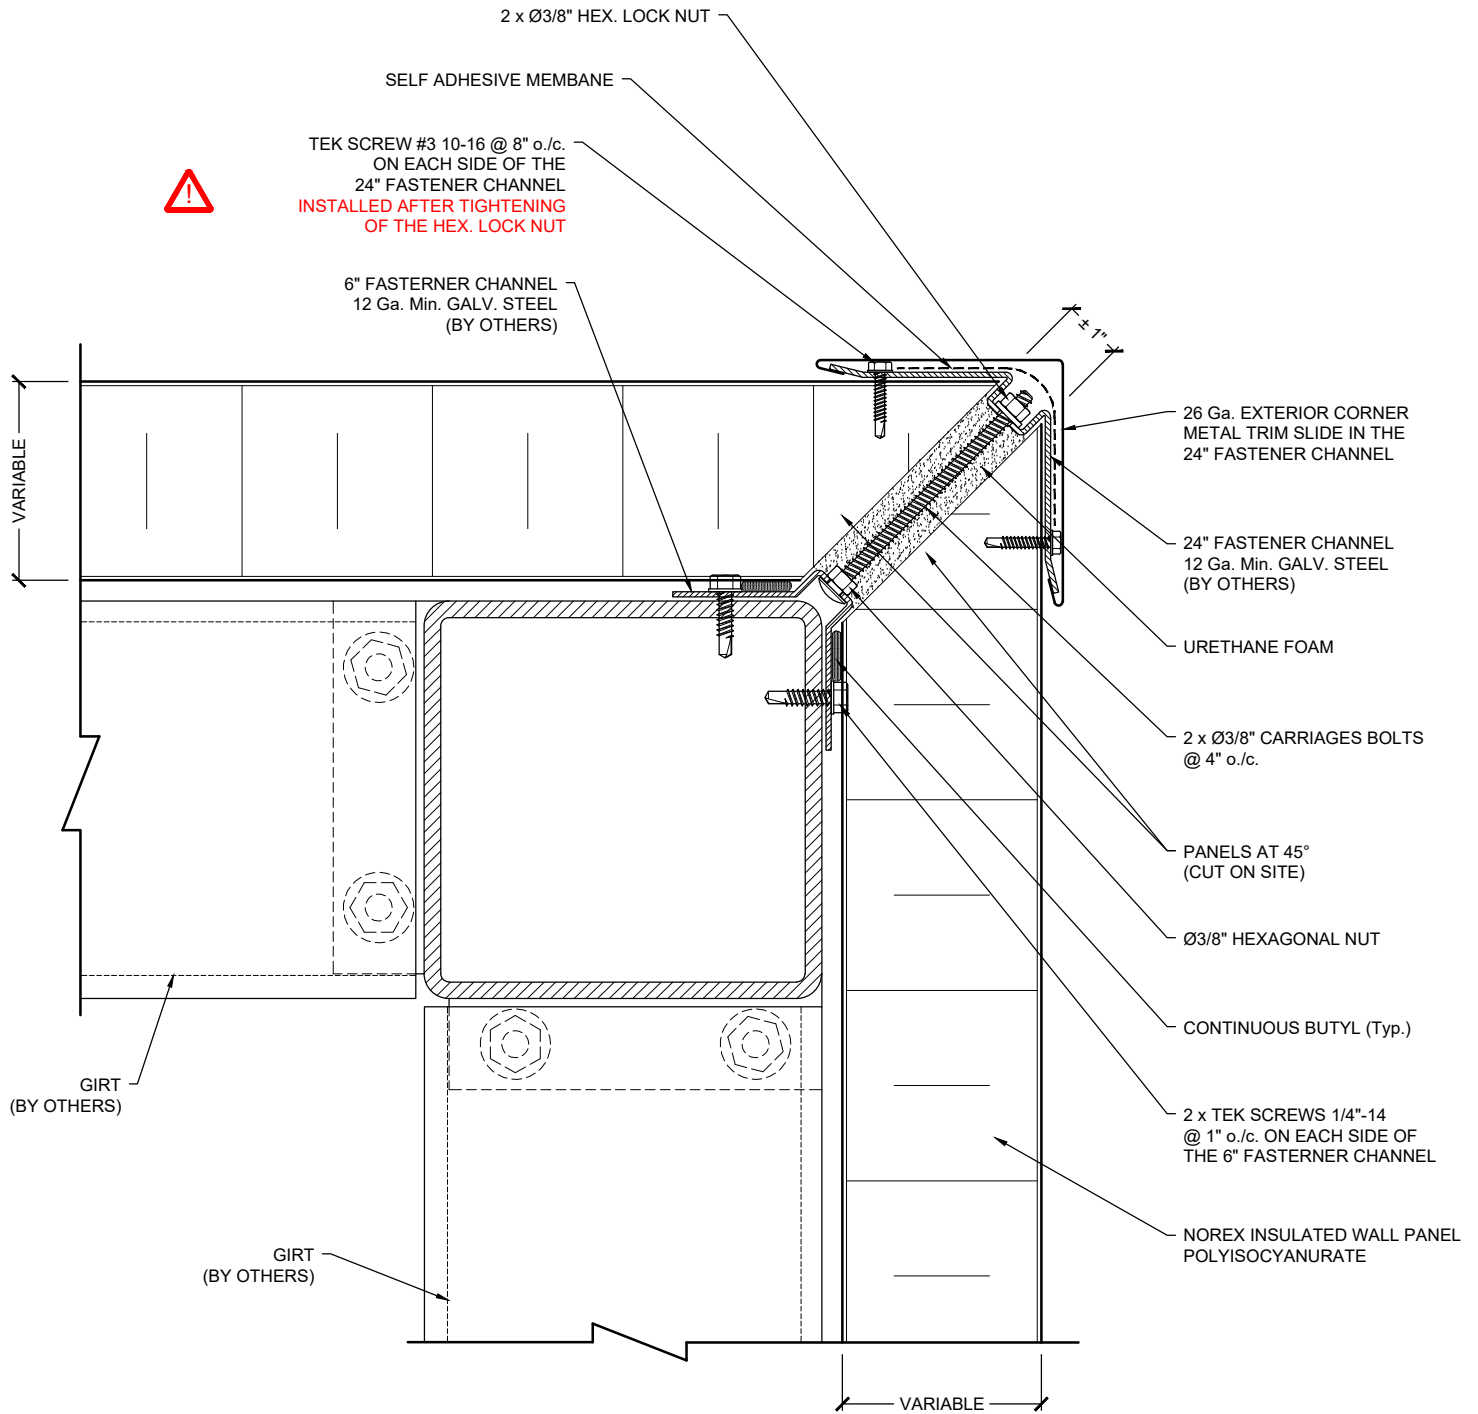 2 x Ø3/8" HEX. LOCK NUT
SELF ADHESIVE MEMBANE
TEK SCREW #3 10-16 @ 8" o./c.
ON EACH SIDE OF THE
24" FASTENER CHANNEL
INSTALLED AFTER TIGHTENING
OF THE HEX. LOCK NUT
!
6" FASTERNER CHANNEL
12 Ga. Min. GALV. STEEL
(BY OTHERS)
± 1"
VARIABLE
26 Ga. EXTERIOR CORNER
METAL TRIM SLIDE IN THE
24" FASTENER CHANNEL
24" FASTENER CHANNEL
12 Ga. Min. GALV. STEEL
(BY OTHERS)
URETHANE FOAM
2 x Ø3/8" CARRIAGES BOLTS
@ 4" o./c.
PANELS AT 45°
(CUT ON SITE)
Ø3/8" HEXAGONAL NUT
CONTINUOUS BUTYL (Typ.)
2 x TEK SCREWS 1/4"-14
@ 1" o./c. ON EACH SIDE OF
THE 6" FASTERNER CHANNEL
NOREX INSULATED WALL PANEL
POLYISOCYANURATE
GIRT
(BY OTHERS)
GIRT
(BY OTHERS)
VARIABLE